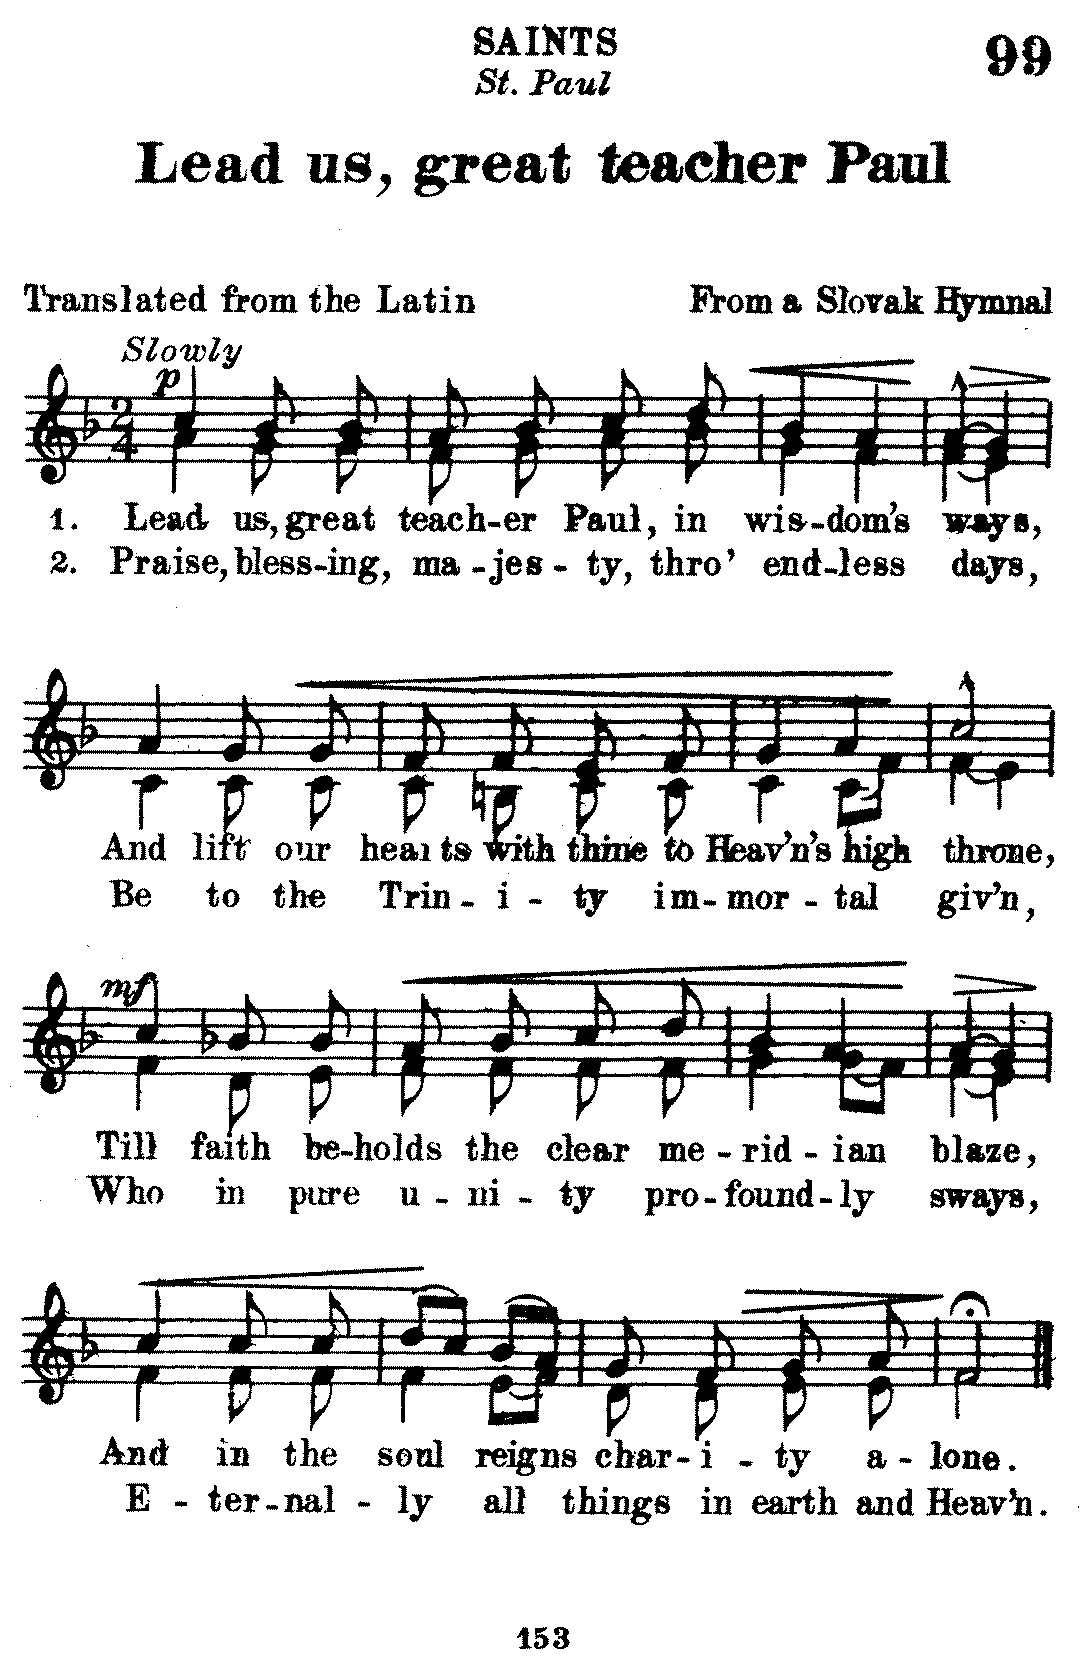 SAINTS
99
St. Paul
Lead us, great teacher Paul
Translated from the Latin
From a Slovak Hymnal
Slowly
p
1. Lead us, great teach-er Paul, in wis-dom's ways,
2. Praise, bless-ing, ma-jes-ty, thro' end-less days,
And lift our hearts with thine to Heav'n's high throne,
Be to the Trin-i-ty im-mor-tal giv'n,
mf
Till faith be-holds the clear me-rid-ian blaze,
Who in pure u-ni-ty pro-found-ly sways,
And in the soul reigns char-i-ty a-lone.
E-ter-nal-ly all things in earth and Heav'n.
153